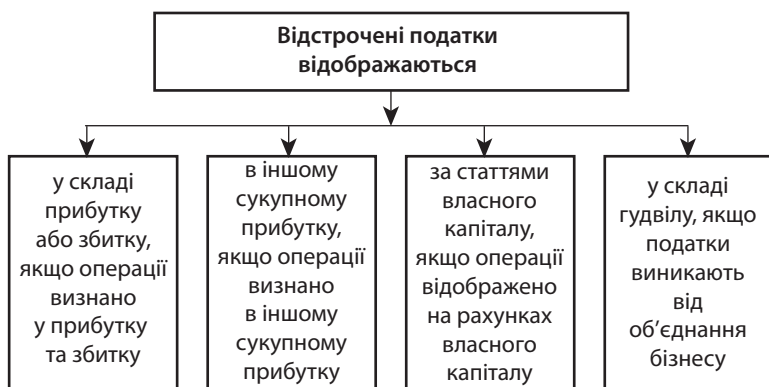 Відстрочені податки
відображаються
у складі
прибутку
або збитку,
якщо операції
визнано
у прибутку
та збитку
в іншому
сукупному
прибутку,
якщо операції
визнано
в іншому
сукупному
прибутку
за статтями
власного
капіталу,
якщо операції
відображено
на рахунках
власного
капіталу
у складі
гудвілу, якщо
податки
виникають
від
об’єднання
бізнесу